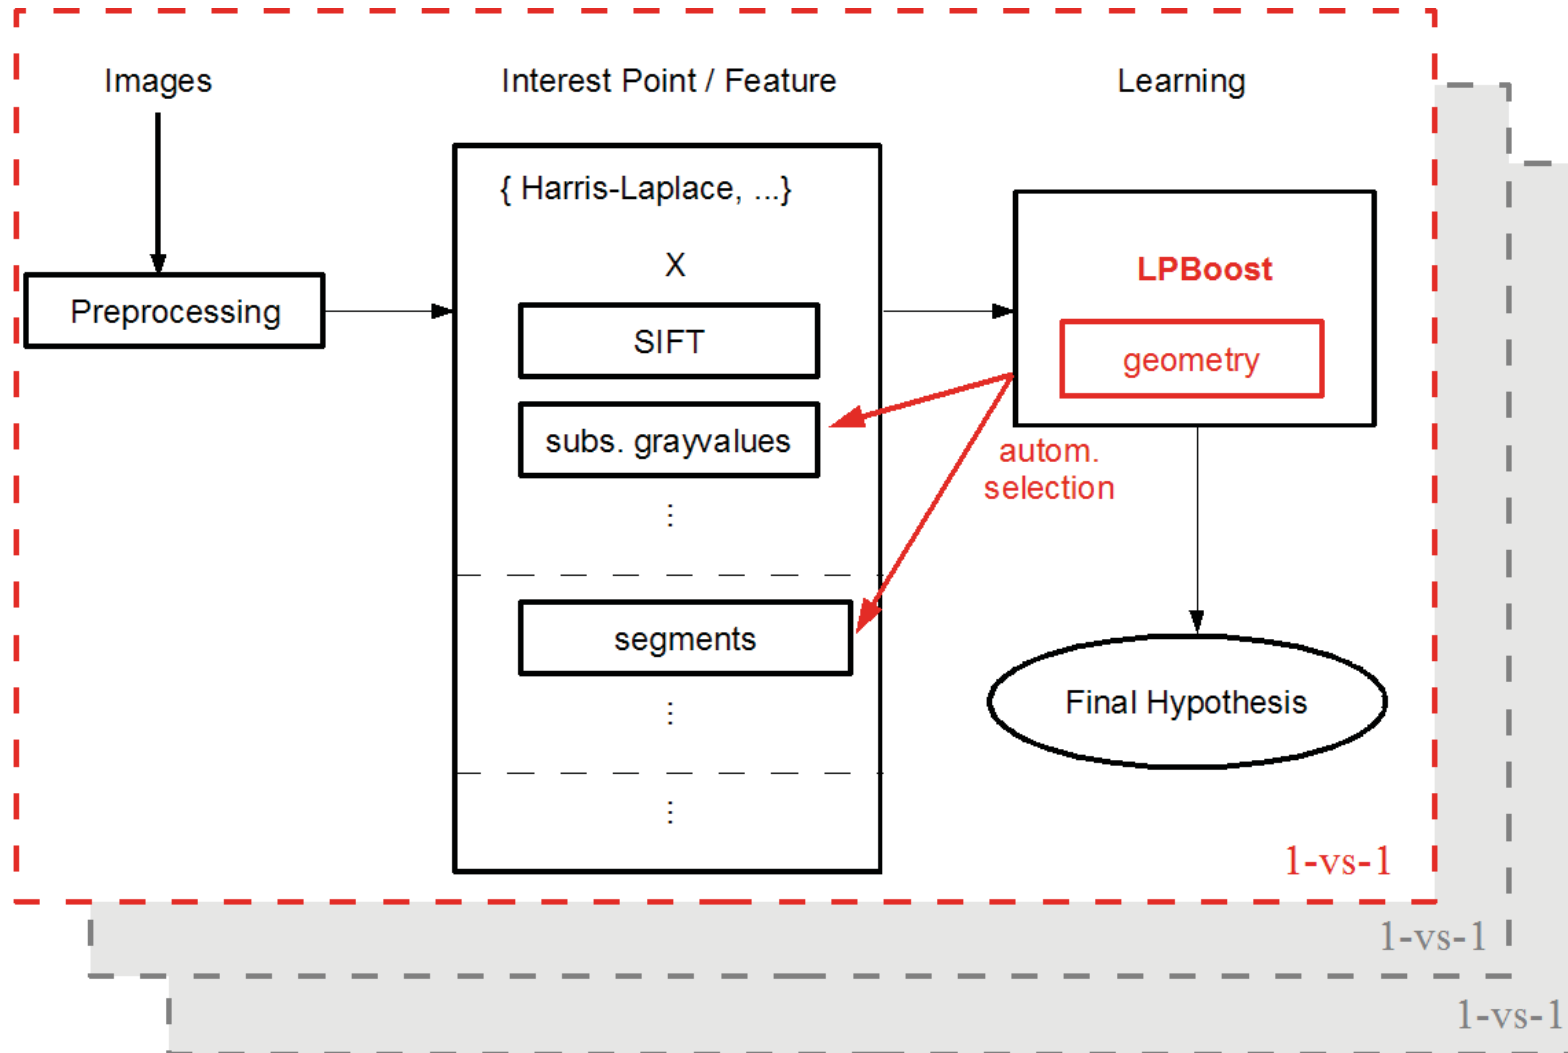 Images
Interest Point / Feature
Learning
{ Harris-Laplace, ...}
X
Preprocessing
SIFT
subs. grayvalues
...
segments
...
...
LPBoost
geometry
autom.
selection
Final Hypothesis
1-vs-1
1-vs-1
1-vs-1